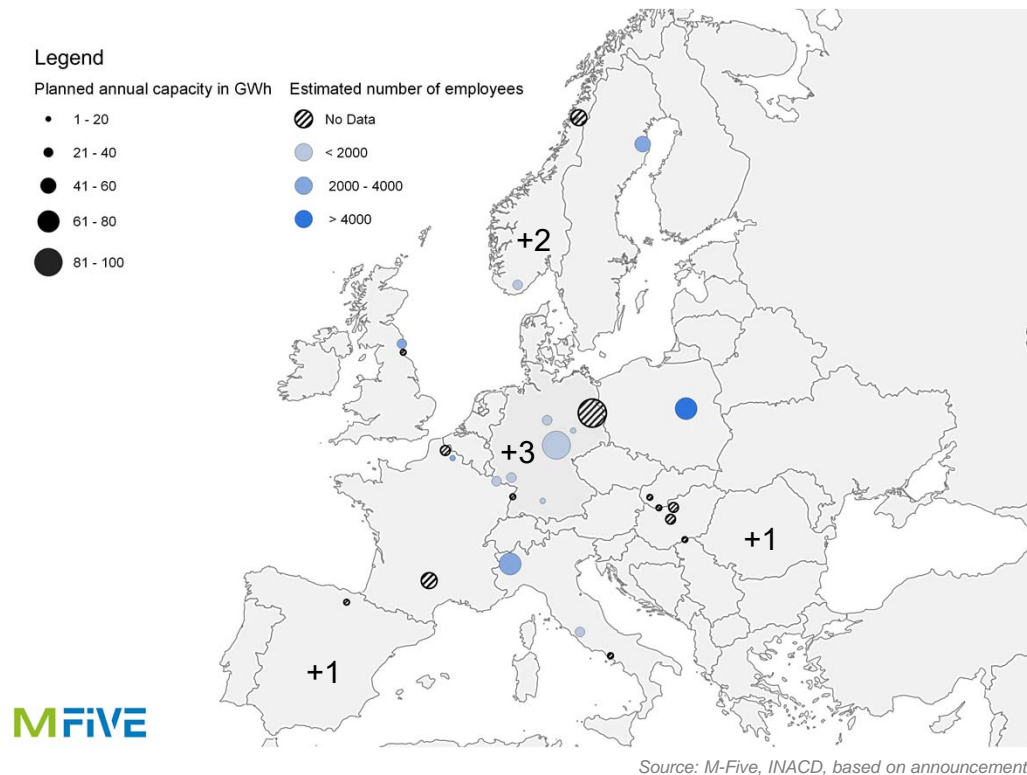 Legend
Planned annual capacity in GWh
1 - 20
21 - 40
41 - 60
61 - 80
81 - 100
Estimated number of employees
No Data
< 2000
2000 - 4000
> 4000
+2
+3
+1
+1
M FIVE
Source: M-Five, INACD, based on announcement